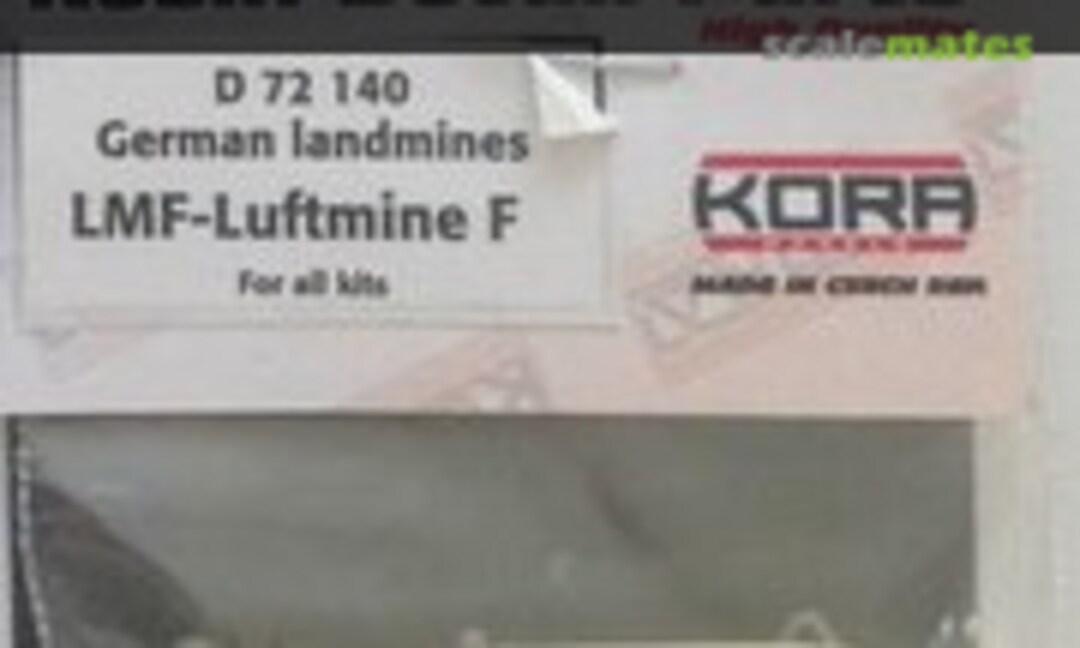 High Quality
scalemates
D 72 140
German landmines
LMF-Luftmine F
For all kits
KORA
MADE IN CZECH REP.